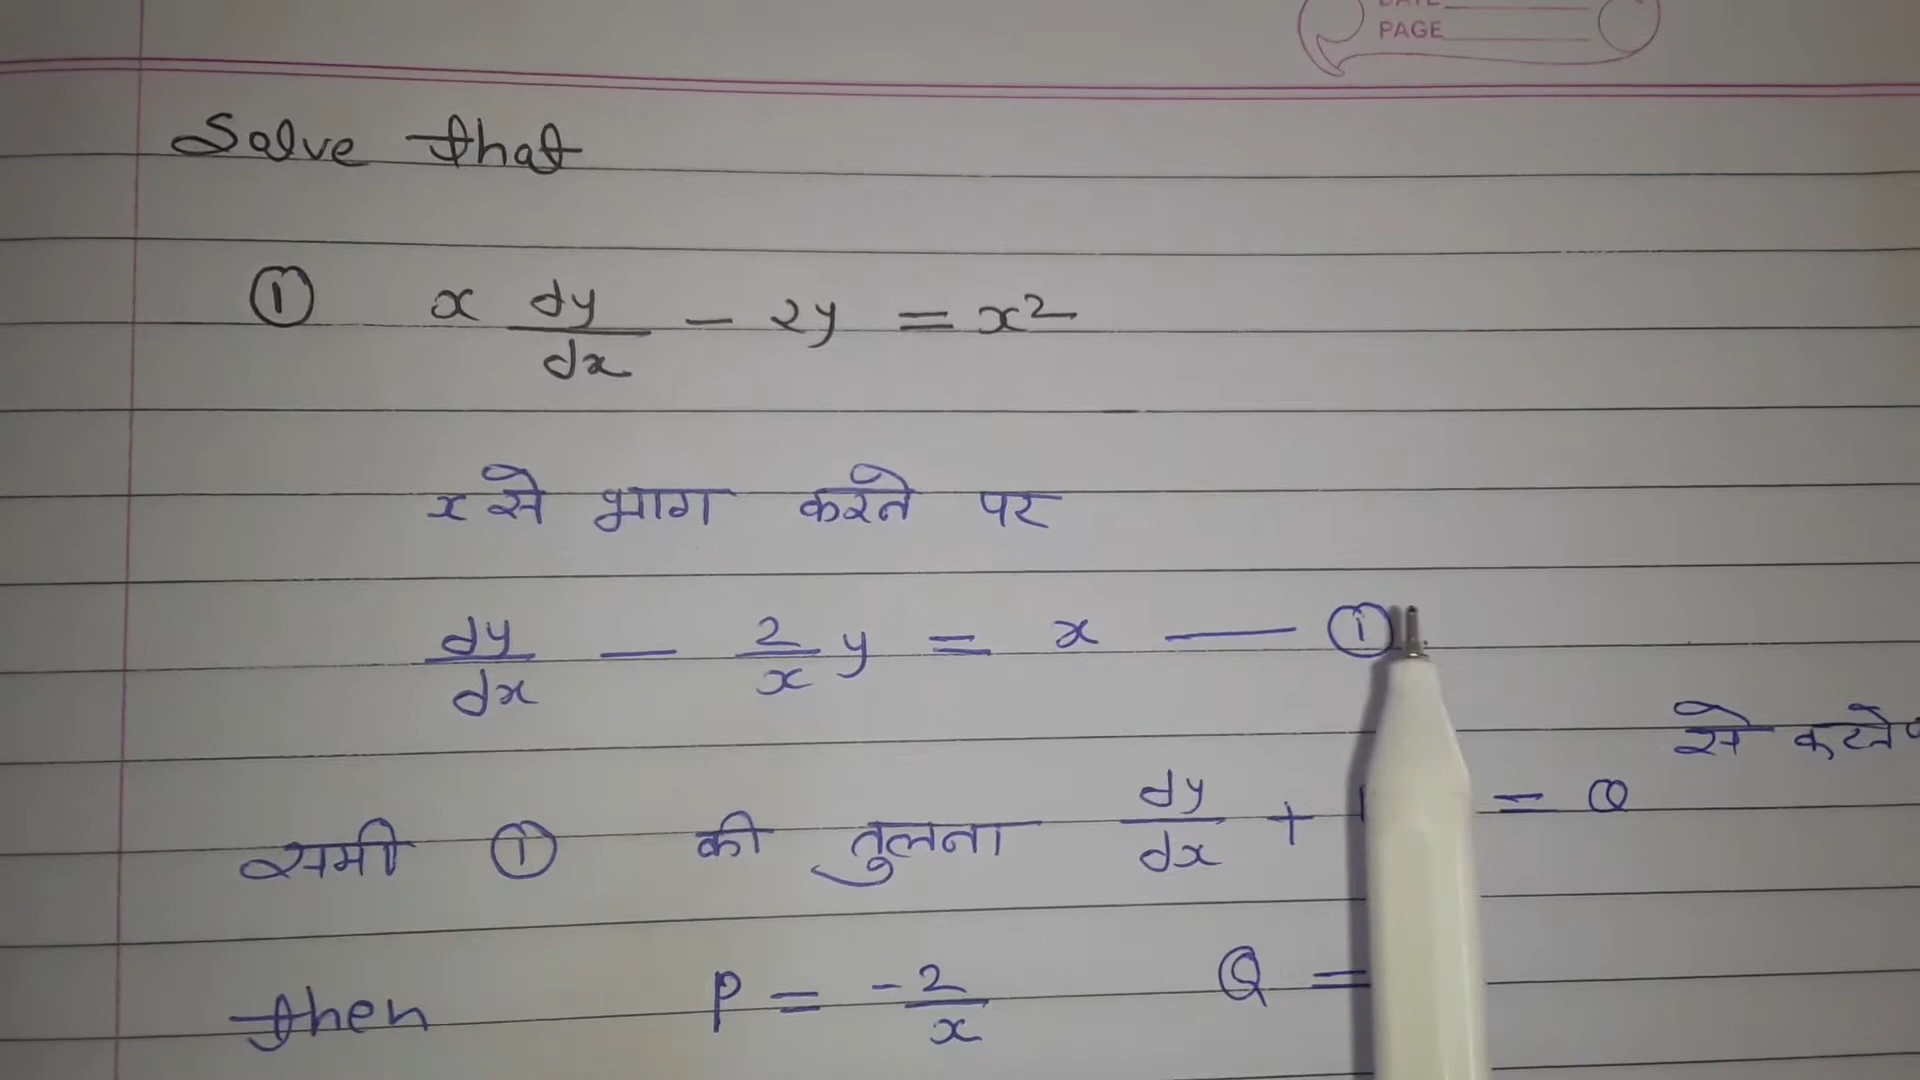 PAGE
Solve that
① x dy/dx - 2y = x²
x से भाग करने पर
dy/dx - 2/x y = x — ①
समी ① की तुलना dy/dx + = Q से करने
then P = -2/x Q =